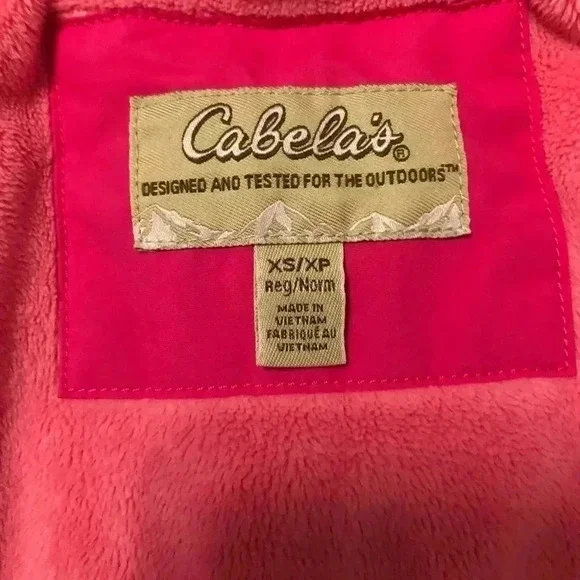 Cabela's®
DESIGNED AND TESTED FOR THE OUTDOORS™
XS/XP
Reg/Norm
MADE IN
VIETNAM
FABRIQUÉ AU
VIETNAM